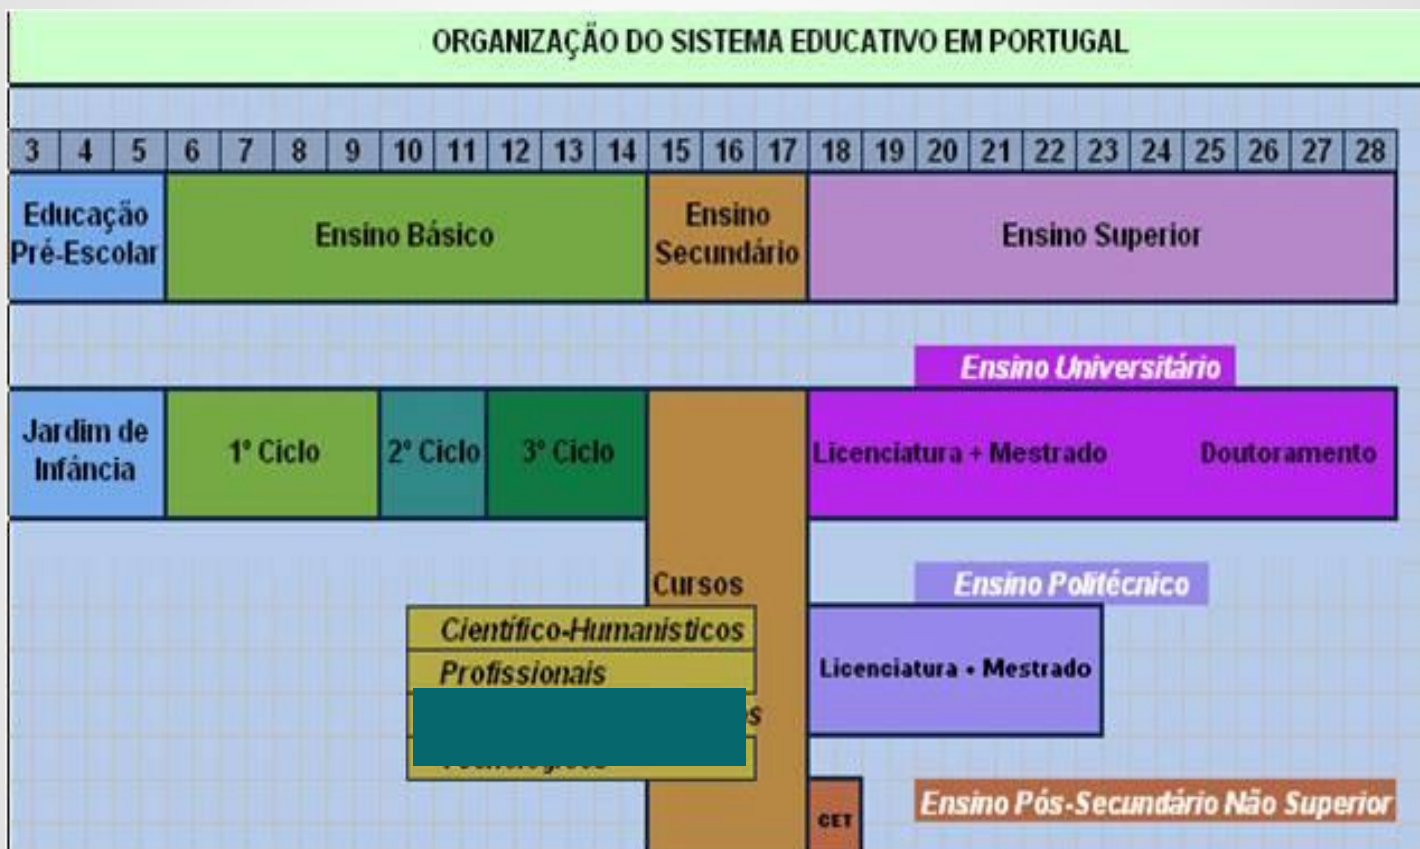 ORGANIZAÇÃO DO SISTEMA EDUCATIVO EM PORTUGAL
3 4 5 6 7 8 9 10 11 12 13 14 15 16 17 18 19 20 21 22 23 24 25 26 27 28
Educação
Pré-Escolar
Ensino Básico
Ensino
Secundário
Ensino Superior
Ensino Universitário
Jardim de
Infância
1º Ciclo
2º Ciclo
3º Ciclo
Licenciatura + Mestrado
Doutoramento
Cursos
Ensino Politécnico
Científico-Humanísticos
Profissionais
Licenciatura + Mestrado
CET
Ensino Pós-Secundário Não Superior